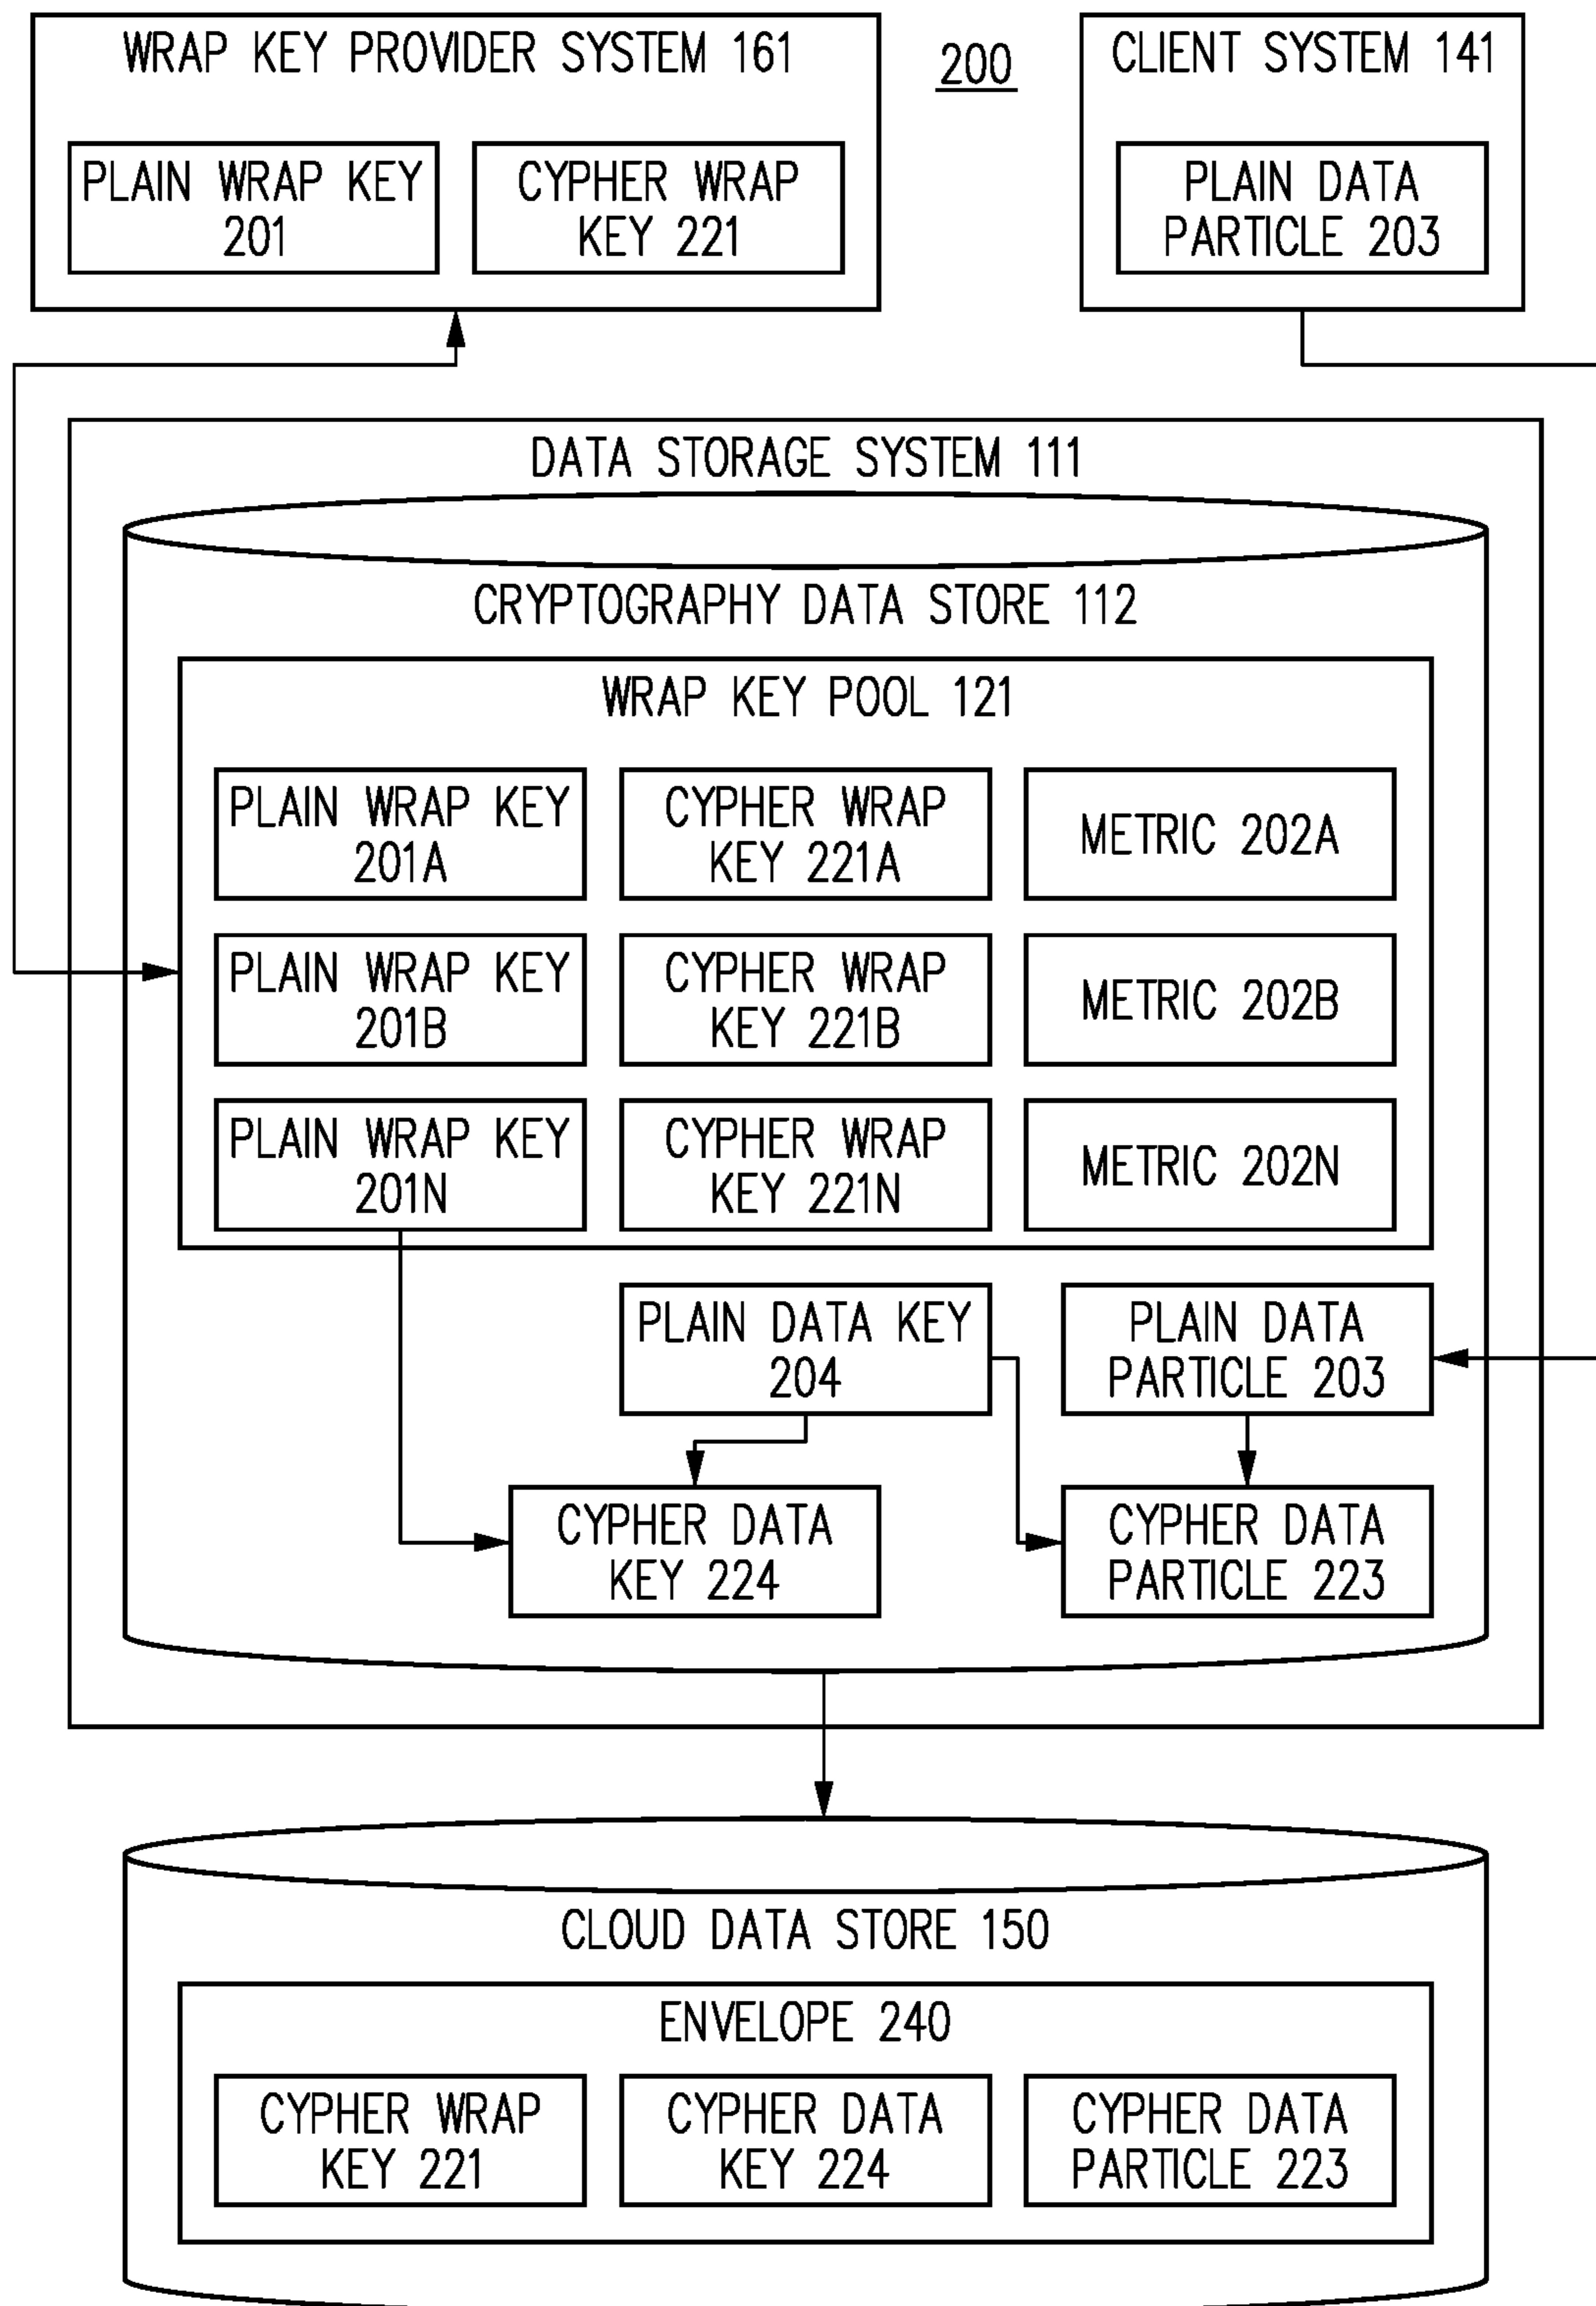 WRAP KEY PROVIDER SYSTEM 161
PLAIN WRAP KEY
201
CYPHER WRAP
KEY 221
200
CLIENT SYSTEM 141
PLAIN DATA
PARTICLE 203
DATA STORAGE SYSTEM 111
CRYPTOGRAPHY DATA STORE 112
WRAP KEY POOL 121
PLAIN WRAP KEY
201A
CYPHER WRAP
KEY 221A
METRIC 202A
PLAIN WRAP KEY
201B
CYPHER WRAP
KEY 221B
METRIC 202B
PLAIN WRAP KEY
201N
CYPHER WRAP
KEY 221N
METRIC 202N
PLAIN DATA KEY
204
PLAIN DATA
PARTICLE 203
CYPHER DATA
KEY 224
CYPHER DATA
PARTICLE 223
CLOUD DATA STORE 150
ENVELOPE 240
CYPHER WRAP
KEY 221
CYPHER DATA
KEY 224
CYPHER DATA
PARTICLE 223